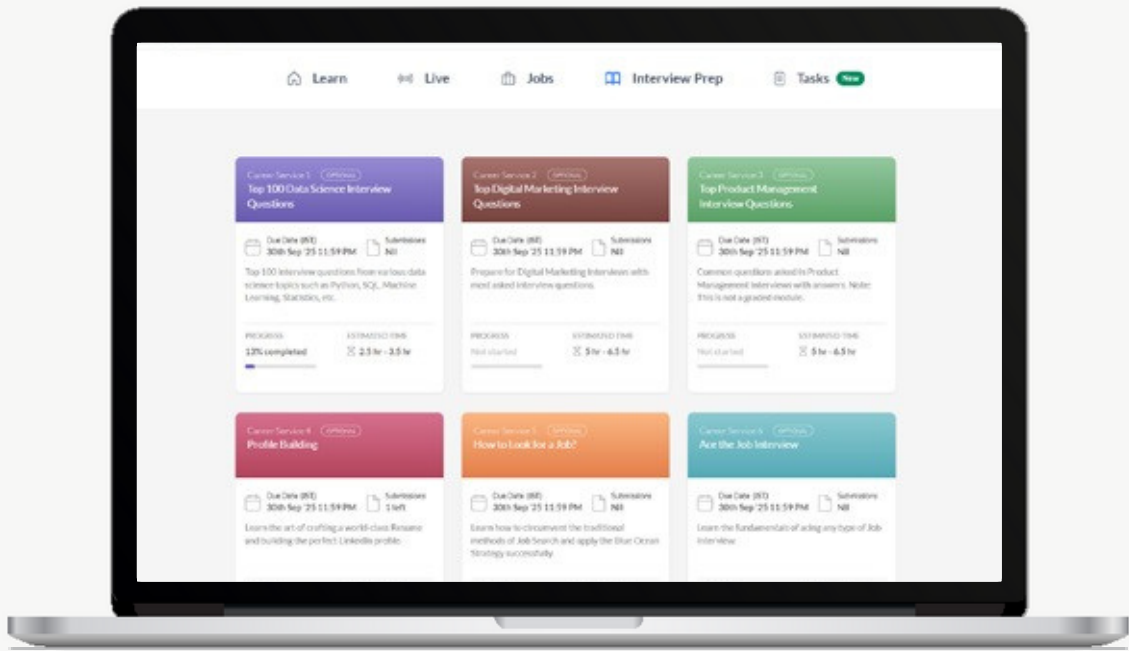 Learn
Live
Jobs
Interview Prep
Tasks New
Career Service 1 OPTIONAL
Top 100 Data Science Interview
Questions
Due Date (IST)
30th Sep '25 11:59 PM
Submissions
Nil
Top 100 interview questions from various data
science topics such as Python, SQL, Machine
Learning, Statistics, etc.
PROGRESS
13% completed
ESTIMATED TIME
2.5 hr - 3.5 hr
Career Service 2 OPTIONAL
Top Digital Marketing Interview
Questions
Due Date (IST)
30th Sep '25 11:59 PM
Submissions
Nil
Prepare for Digital Marketing Interviews with
most asked interview questions.
PROGRESS
Not started
ESTIMATED TIME
5 hr - 6.5 hr
Career Service 3 OPTIONAL
Top Product Management
Interview Questions
Due Date (IST)
30th Sep '25 11:59 PM
Submissions
Nil
Common questions asked in Product
Management interviews with answers. Note:
This is not a graded module.
PROGRESS
Not started
ESTIMATED TIME
5 hr - 6.5 hr
Career Service 4 OPTIONAL
Profile Building
Due Date (IST)
30th Sep '25 11:59 PM
Submissions
1 left
Learn the art of crafting a world-class Resume
and building the perfect LinkedIn profile.
Career Service 5 OPTIONAL
How to Look for a Job?
Due Date (IST)
30th Sep '25 11:59 PM
Submissions
Nil
Learn how to circumvent the traditional
methods of Job Search and apply the Blue Ocean
Strategy successfully.
Career Service 6 OPTIONAL
Ace the Job Interview
Due Date (IST)
30th Sep '25 11:59 PM
Submissions
Nil
Learn the fundamentals of acing any type of Job
Interview.